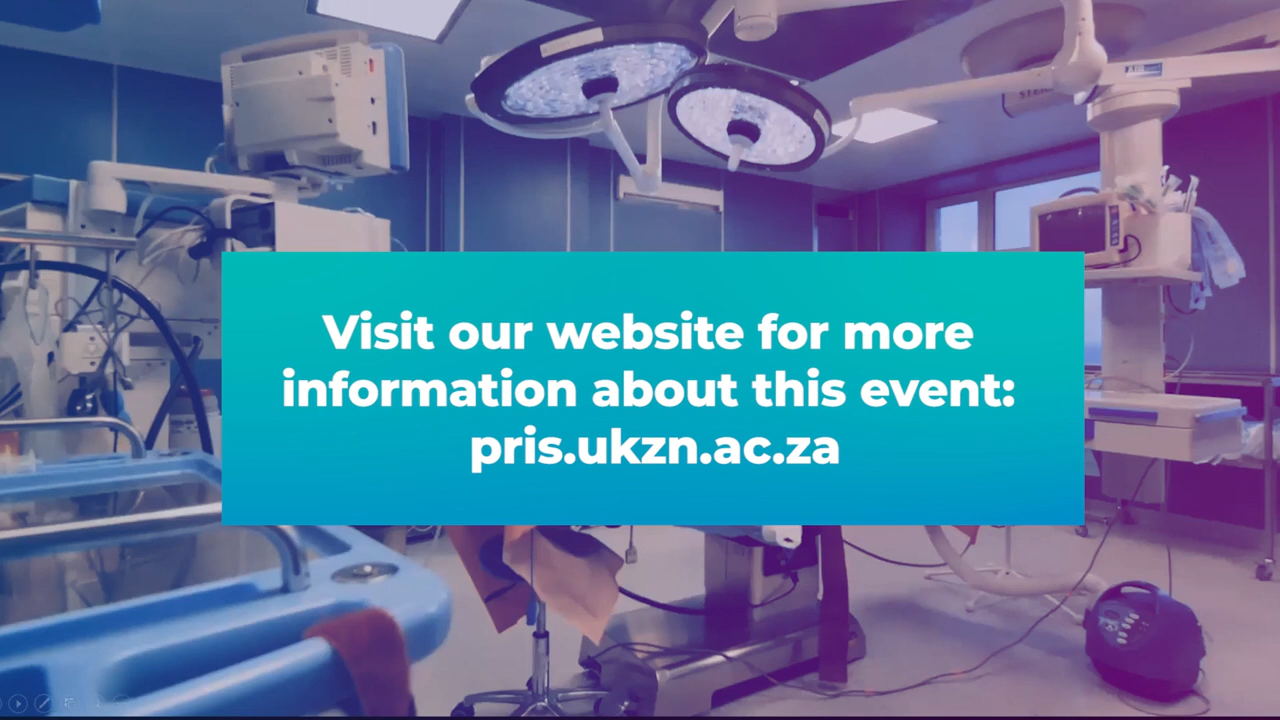 Visit our website for more
information about this event:
pris.ukzn.ac.za